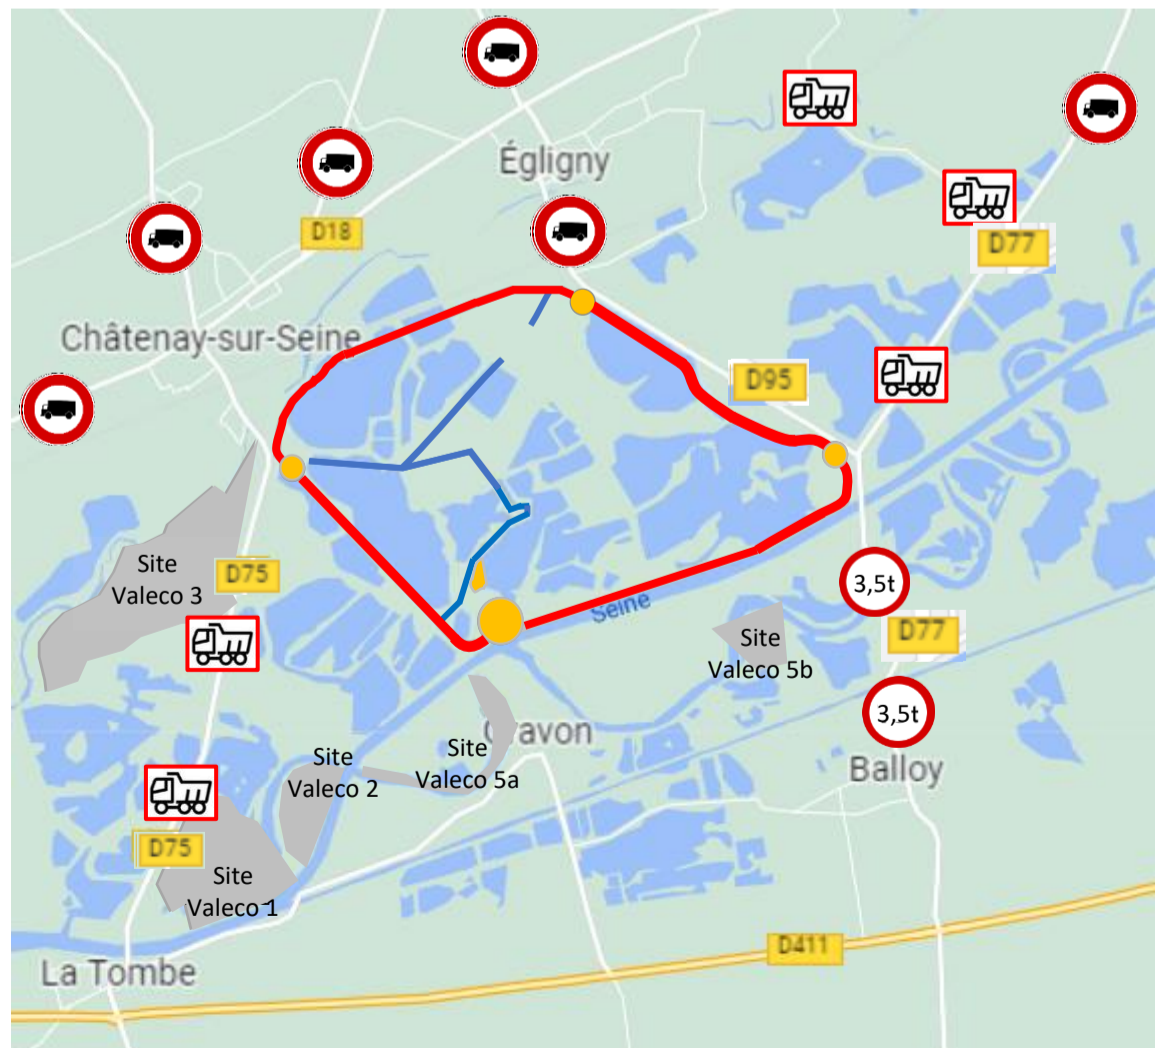 Égligny
D18
D77
Châtenay-sur-Seine
D95
Site
Valeco 3
D75
3,5t
Seine
D77
Site
Valeco 5b
3,5t
Gravon
Site
Valeco 5a
Site
Valeco 2
Balloy
D75
Site
Valeco 1
D411
La Tombe